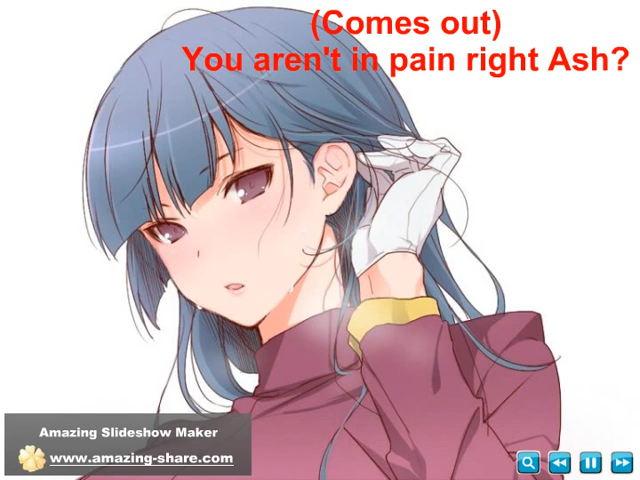 (Comes out)
You aren't in pain right Ash?
Amazing Slideshow Maker
www.amazing-share.com